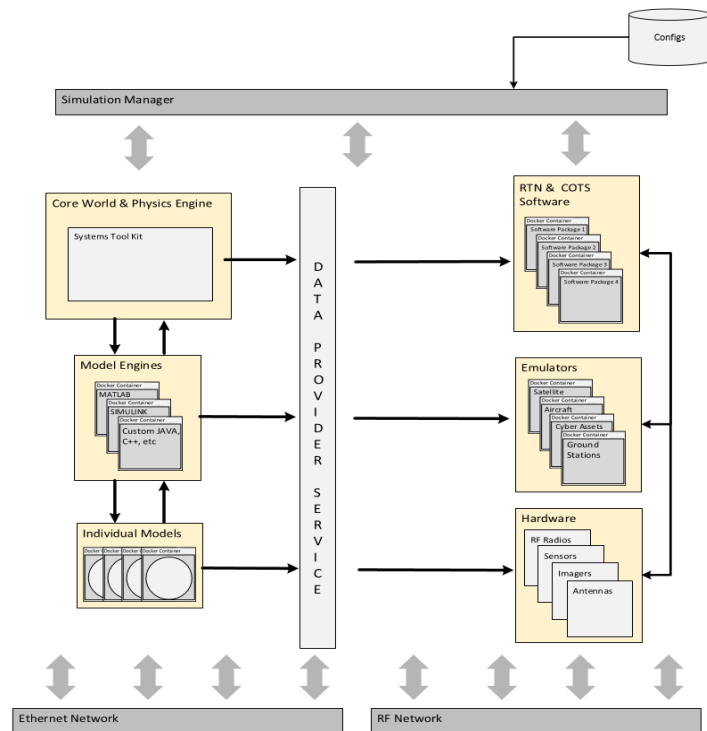 Configs
Simulation Manager
Core World & Physics Engine
Systems Tool Kit
Model Engines
Docker Container
MATLAB
Docker Container
SIMULINK
Docker Container
Custom JAVA,
C++, etc
Individual Models
Docker Container
DATA PROVIDER SERVICE
RTN & COTS
Software
Docker Container
Software Package 1
Docker Container
Software Package 2
Docker Container
Software Package 3
Docker Container
Software Package 4
Emulators
Docker Container
Satellite
Docker Container
Aircraft
Docker Container
Cyber Assets
Docker Container
Ground
Stations
Hardware
RF Radios
Sensors
Imagers
Antennas
Ethernet Network
RF Network